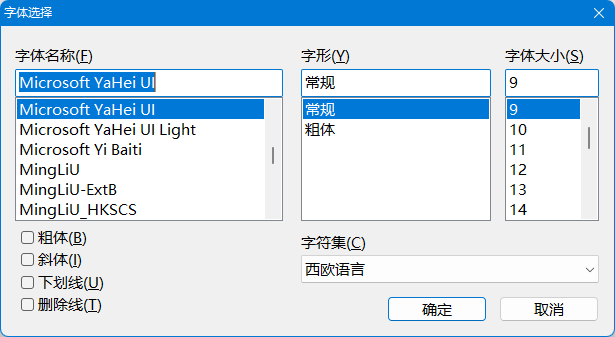 字体选择
字体名称(F)
字形(Y)
字体大小(S)
Microsoft YaHei UI
常规
9
Microsoft YaHei UI
Microsoft YaHei UI Light
Microsoft Yi Baiti
MingLiU
MingLiU-ExtB
MingLiU_HKSCS
常规
粗体
9
10
11
12
13
14
粗体(B)
斜体(I)
下划线(U)
删除线(T)
字符集(C)
西欧语言
确定
取消